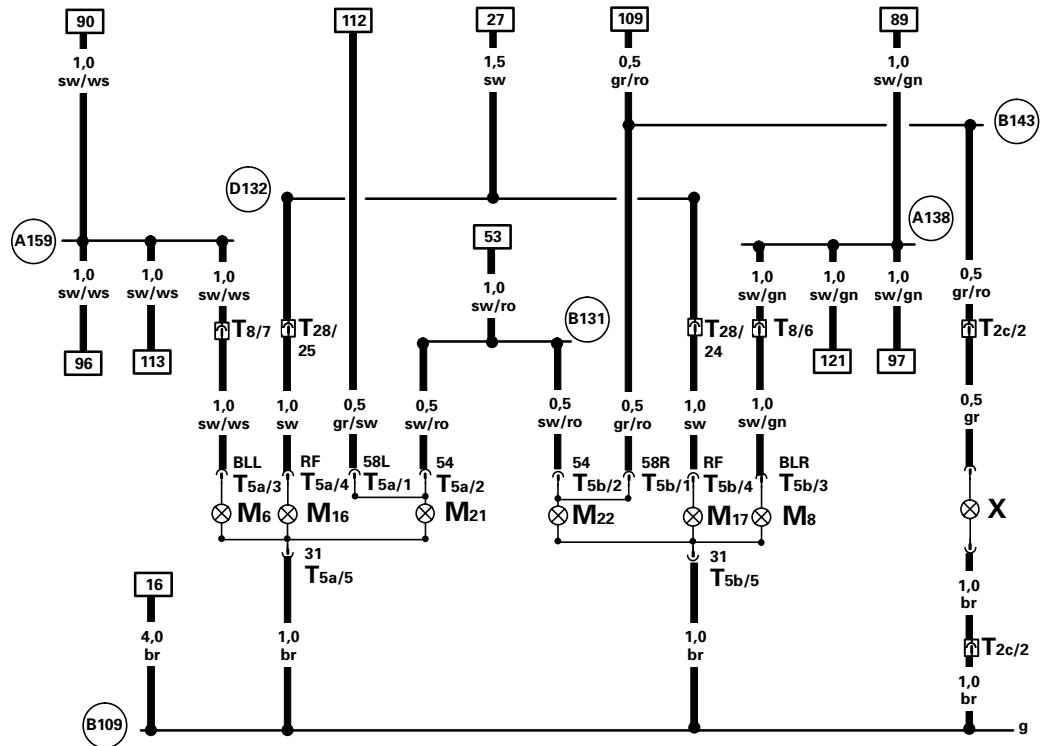 90
112
27
109
89
1,0
sw/ws
1,5
sw
0,5
gr/ro
1,0
sw/gn
B143
D132
A159
53
A138
1,0
sw/ws
1,0
sw/ws
1,0
sw/ws
1,0
sw/ro
1,0
sw/gn
1,0
sw/gn
1,0
sw/gn
0,5
gr/ro
B131
T8/7
T28/
25
T28/
24
T8/6
T2c/2
96
113
121
97
1,0
sw/ws
1,0
sw
0,5
gr/sw
0,5
sw/ro
0,5
sw/ro
0,5
gr/ro
1,0
sw
1,0
sw/gn
0,5
gr
BLL
T5a/3
RF
T5a/4
58L
T5a/1
54
T5a/2
54
T5b/2
58R
T5b/1
RF
T5b/4
BLR
T5b/3
M6
M16
M21
M22
M17
M8
X
31
T5a/5
31
T5b/5
16
4,0
br
1,0
br
1,0
br
1,0
br
T2c/2
1,0
br
B109
g